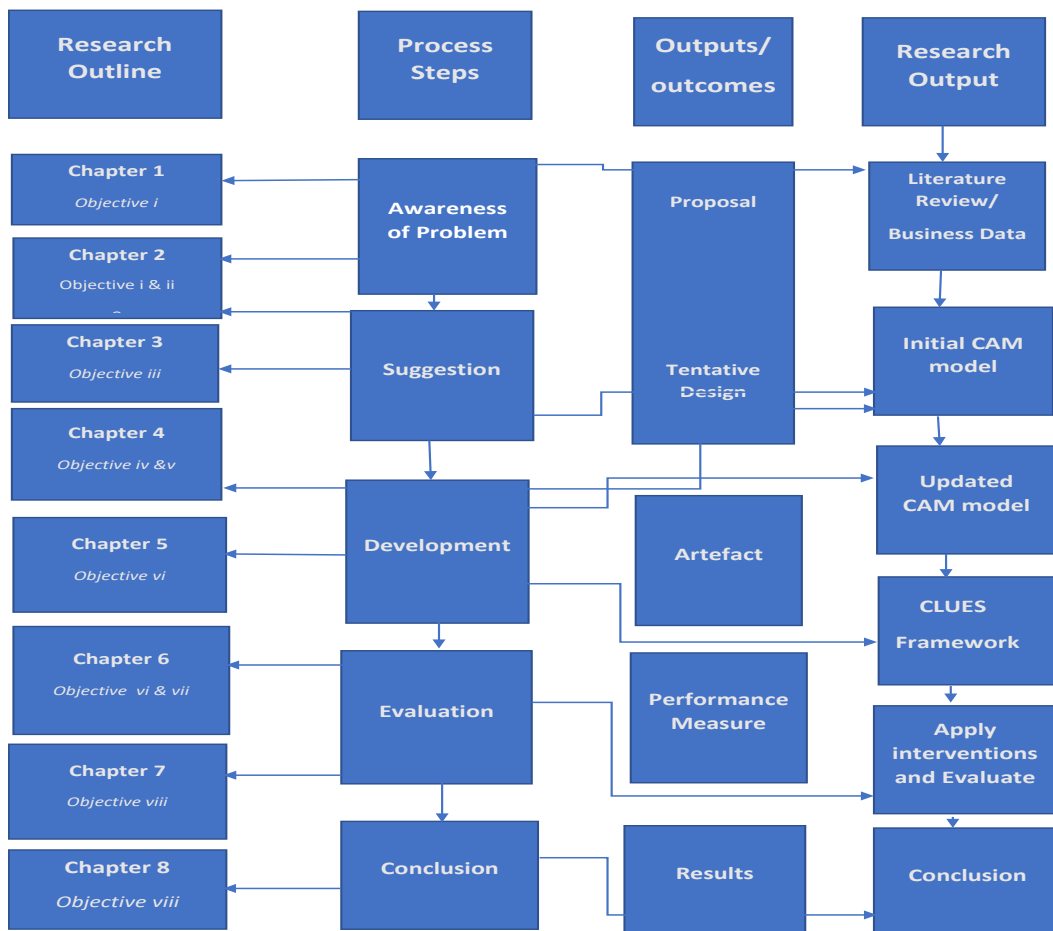 Research
Outline
Process
Steps
Outputs/
outcomes
Research
Output
Chapter 1
Objective i
Chapter 2
Objective i & ii
Chapter 3
Objective iii
Chapter 4
Objective iv &v
Chapter 5
Objective vi
Chapter 6
Objective vi & vii
Chapter 7
Objective viii
Chapter 8
Objective viii
Awareness
of Problem
Suggestion
Development
Evaluation
Conclusion
Proposal
Tentative
Design
Artefact
Performance
Measure
Results
Literature
Review/
Business Data
Initial CAM
model
Updated
CAM model
CLUES
Framework
Apply
interventions
and Evaluate
Conclusion